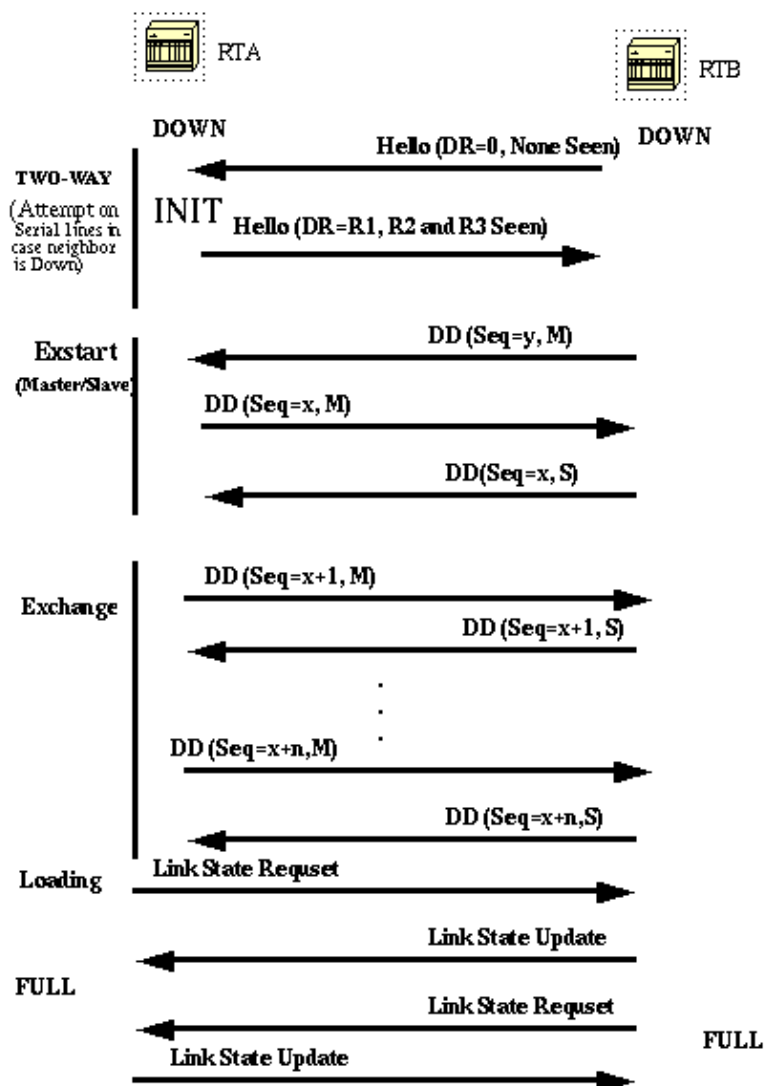 RTA
RTB
DOWN
DOWN
Hello (DR=0, None Seen)
TWO-WAY
(Attempt on
Serial lines in
case neighbor
is Down)
INIT
Hello (DR=R1, R2 and R3 Seen)
DD (Seq=y, M)
Exstart
(Master/Slave)
DD (Seq=x, M)
DD(Seq=x, S)
DD (Seq=x+1, M)
Exchange
DD (Seq=x+1, S)
DD (Seq=x+n,M)
DD (Seq=x+n,S)
Loading
Link State Requset
Link State Update
FULL
Link State Requset
FULL
Link State Update